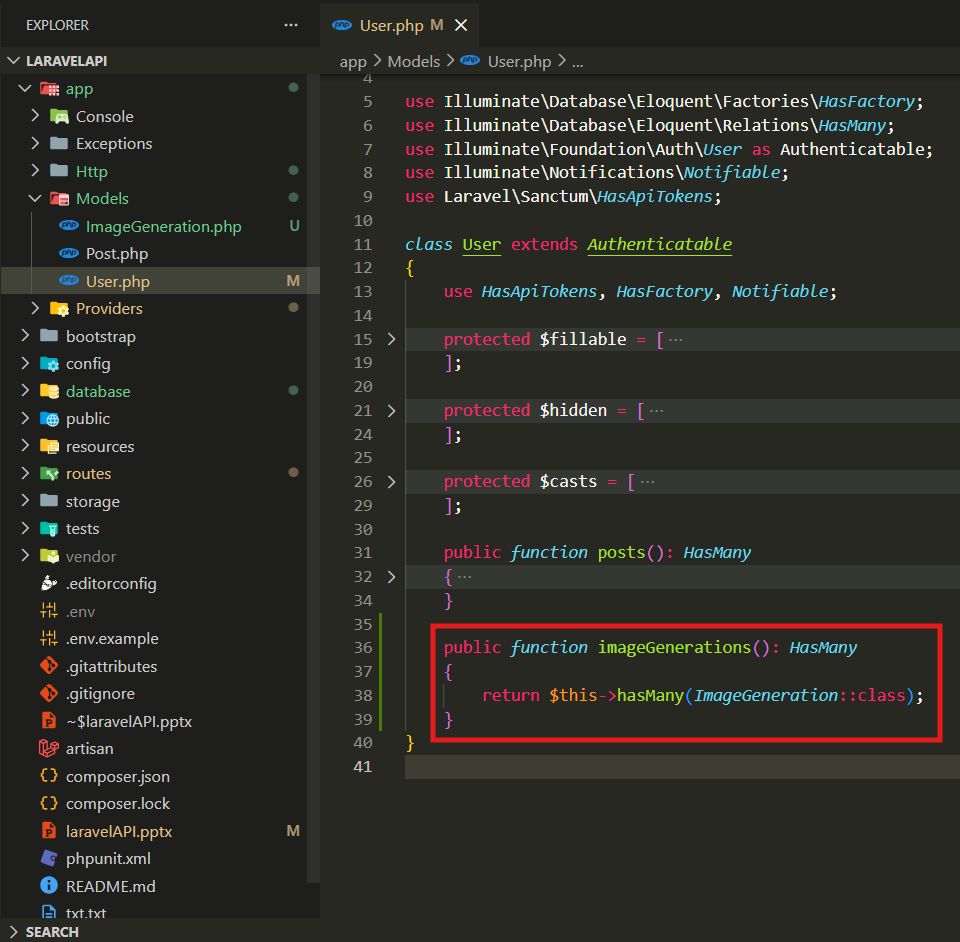 EXPLORER
...
LARAVELAPI
app
Console
Exceptions
Http
Models
ImageGeneration.php U
Post.php
User.php M
Providers
bootstrap
config
database
public
resources
routes
storage
tests
vendor
.editorconfig
.env
.env.example
.gitattributes
.gitignore
~$laravelAPI.pptx
artisan
composer.json
composer.lock
laravelAPI.pptx M
phpunit.xml
README.md
txt.txt
SEARCH
php User.php M
app > Models > php User.php > ...
4
5 use Illuminate\Database\Eloquent\Factories\HasFactory;
6 use Illuminate\Database\Eloquent\Relations\HasMany;
7 use Illuminate\Foundation\Auth\User as Authenticatable;
8 use Illuminate\Notifications\Notifiable;
9 use Laravel\Sanctum\HasApiTokens;
10
11 class User extends Authenticatable
12 {
13 use HasApiTokens, HasFactory, Notifiable;
14
15 protected $fillable = [ ...
19 ];
20
21 protected $hidden = [ ...
24 ];
25
26 protected $casts = [ ...
29 ];
30
31 public function posts(): HasMany
32 { ...
34 }
35
36 public function imageGenerations(): HasMany
37 {
38 return $this->hasMany(ImageGeneration::class);
39 }
40 }
41